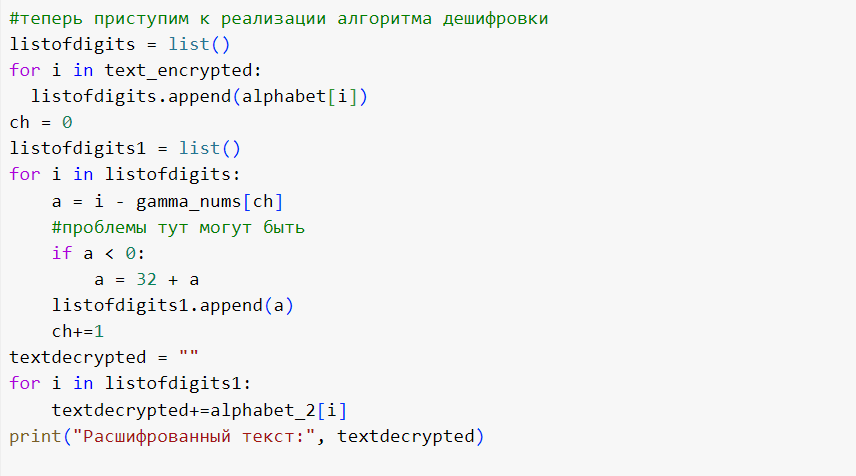 #теперь приступим к реализации алгоритма дешифровки
listofdigits = list()
for i in text_encrypted:
  listofdigits.append(alphabet[i])
ch = 0
listofdigits1 = list()
for i in listofdigits:
    a = i - gamma_nums[ch]
    #проблемы тут могут быть
    if a < 0:
        a = 32 + a
    listofdigits1.append(a)
    ch+=1
textdecrypted = ""
for i in listofdigits1:
    textdecrypted+=alphabet_2[i]
print("Расшифрованный текст:", textdecrypted)